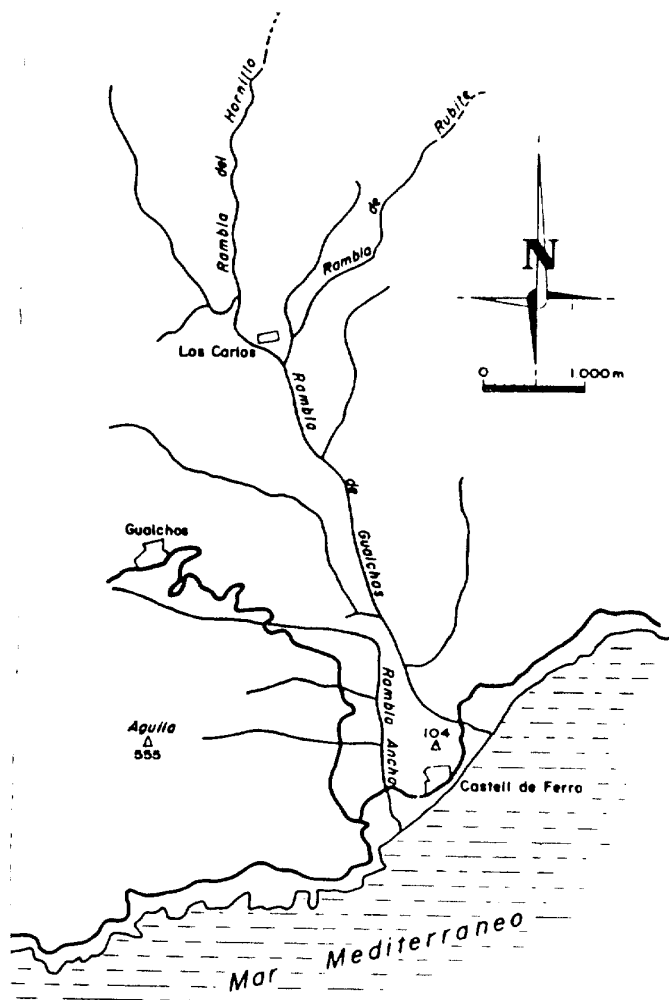 Rambla del Hornillo
Rambla de Rubite
N
0 1.000 m
Los Carlos
Rambla de Gualchos
Gualchos
Rambla Ancha
Aguila
555
104
Castell de Ferro
Mar Mediterraneo